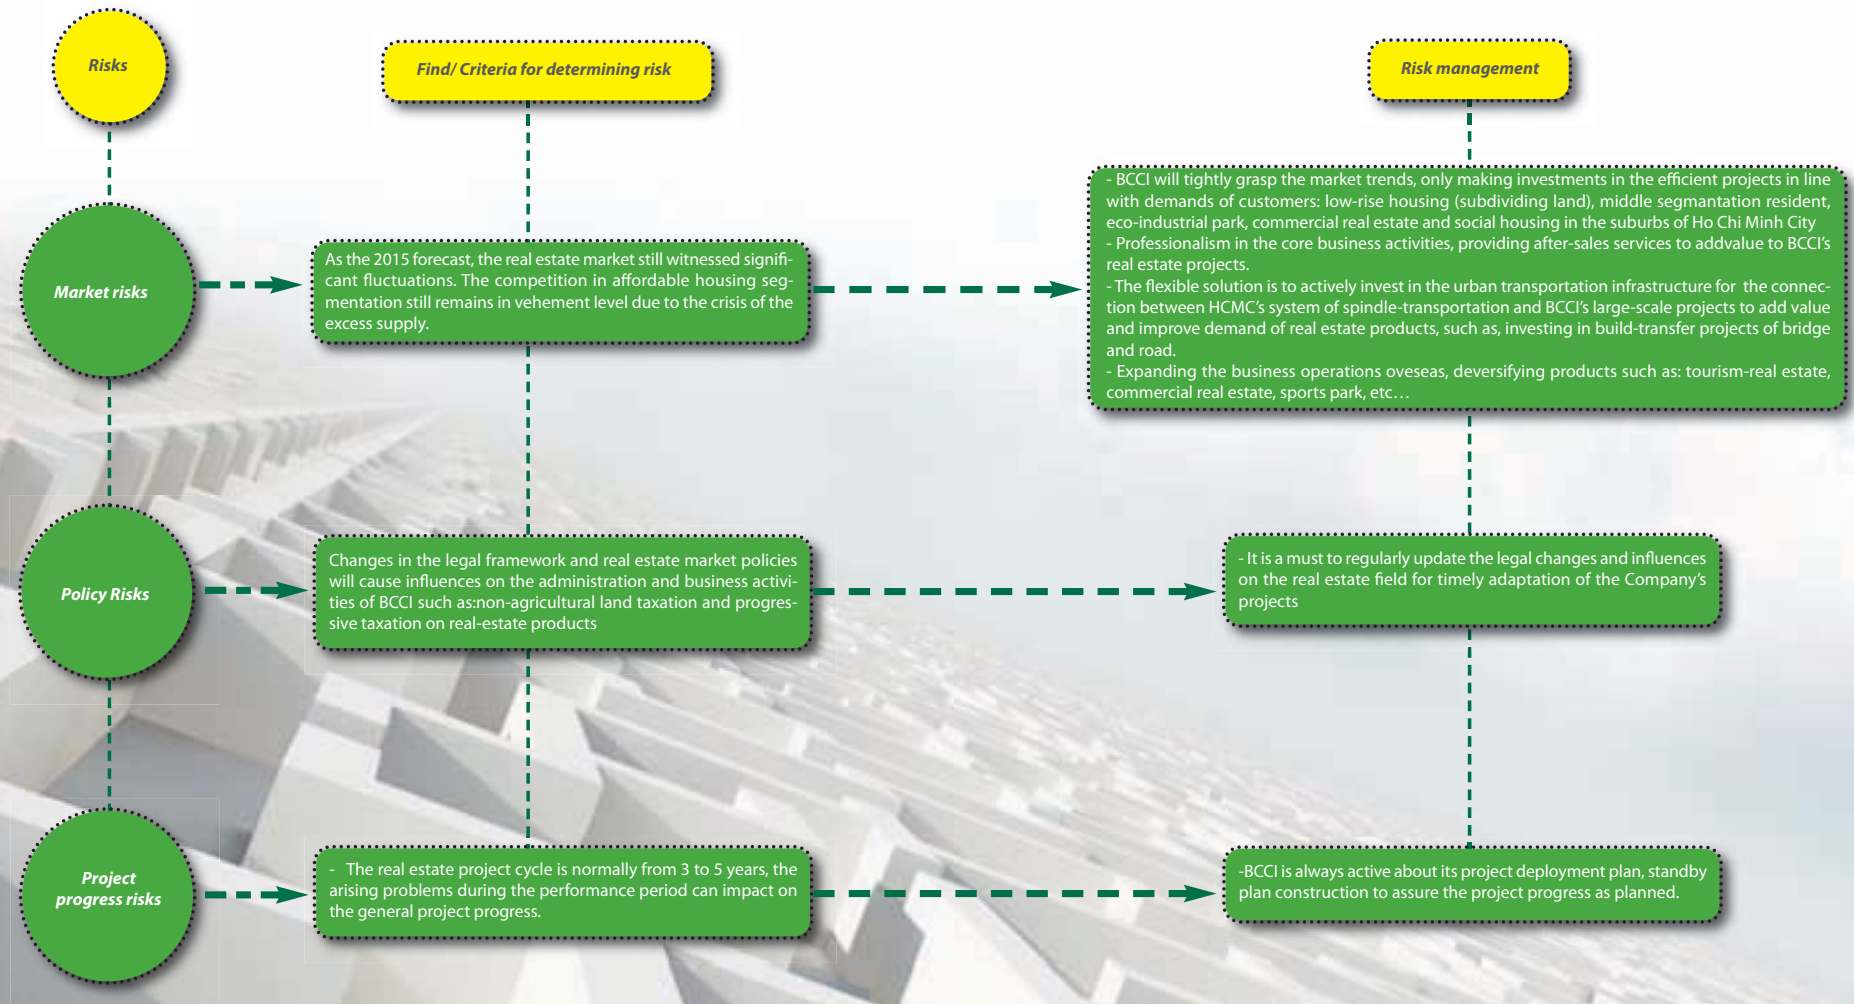 Risks
Find/ Criteria for determining risk
Risk management
Market risks
As the 2015 forecast, the real estate market still witnessed signifi-
cant fluctuations. The competition in affordable housing seg-
mentation still remains in vehement level due to the crisis of the
excess supply.
- BCCI will tightly grasp the market trends, only making investments in the efficient projects in line
with demands of customers: low-rise housing (subdividing land), middle segmantation resident,
eco-industrial park, commercial real estate and social housing in the suburbs of Ho Chi Minh City
- Professionalism in the core business activities, providing after-sales services to addvalue to BCCI's
real estate projects.
- The flexible solution is to actively invest in the urban transportation infrastructure for the connec-
tion between HCMC's system of spindle-transportation and BCCI's large-scale projects to add value
and improve demand of real estate products, such as, investing in build-transfer projects of bridge
and road.
- Expanding the business operations oveseas, deversifying products such as: tourism-real estate,
commercial real estate, sports park, etc…
Policy Risks
Changes in the legal framework and real estate market policies
will cause influences on the administration and business activi-
ties of BCCI such as:non-agricultural land taxation and progres-
sive taxation on real-estate products
- It is a must to regularly update the legal changes and influences
on the real estate field for timely adaptation of the Company's
projects
Project
progress risks
- The real estate project cycle is normally from 3 to 5 years, the
arising problems during the performance period can impact on
the general project progress.
-BCCI is always active about its project deployment plan, standby
plan construction to assure the project progress as planned.